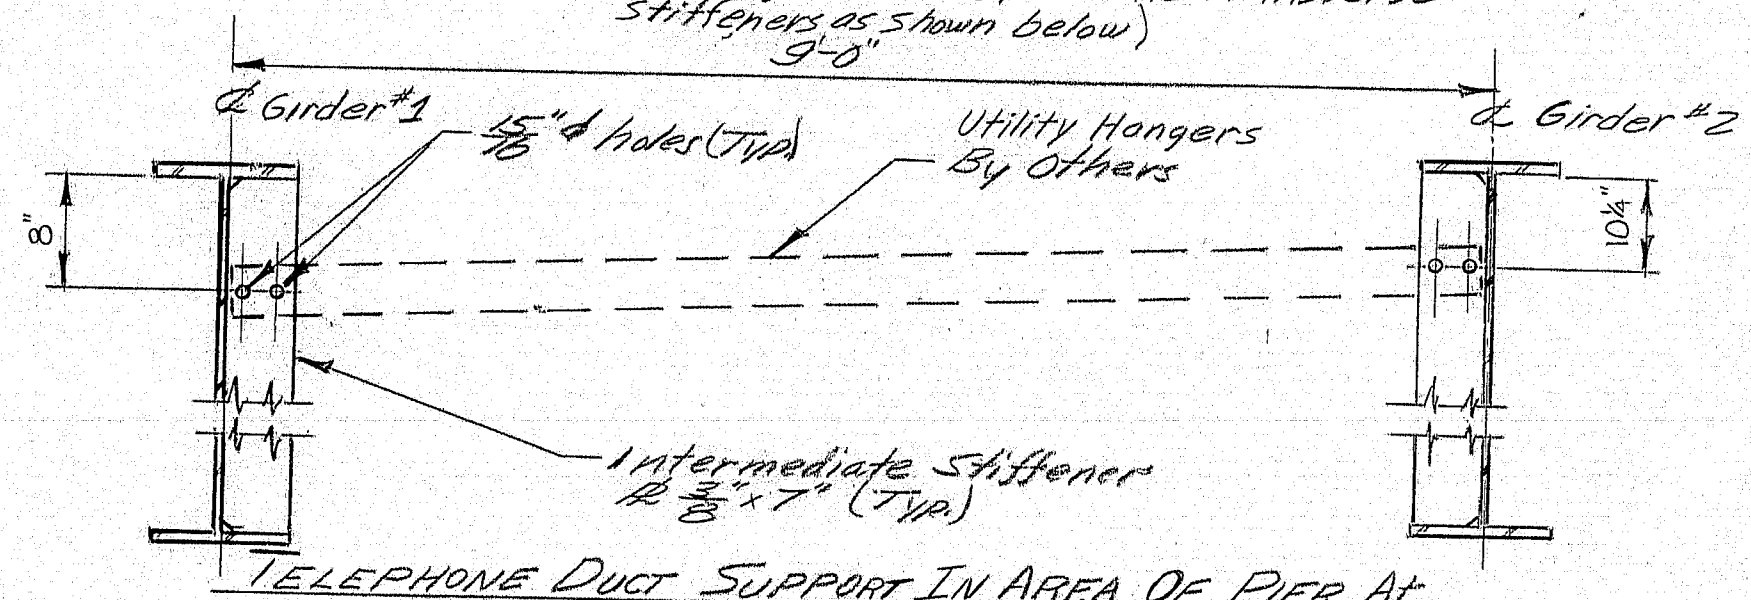 Stiffeners as shown below)
9'-0"
℄ Girder #1
15/16" ϕ holes (Typ.)
Utility Hangers
By Others
℄ Girder #2
8"
10¼"
Intermediate Stiffener
℄ 3/8" x 7" (Typ.)
TELEPHONE DUCT SUPPORT IN AREA OF PIER At